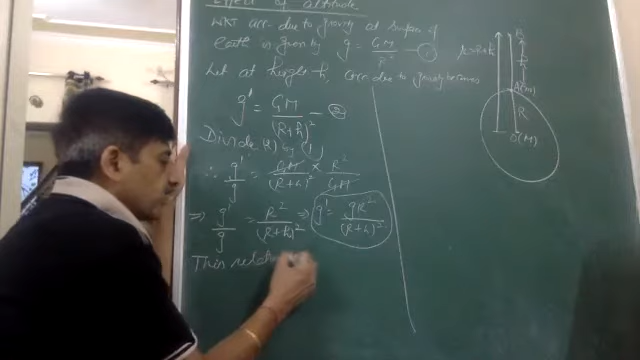 Effect of altitude
WKT acc. due to gravity at surface of
earth is given by g = GM/R² — ①
Let at height h, acc due to gravity becomes
g' = GM/(R+h)² — ②
Divide (2) by (1)
∴ g'/g = GM/(R+h)² × R²/GM
⇒ g'/g = R²/(R+h)² ⇒ g' = gR²/(R+h)²
This relat
B
h
A(m)
R
O(M)